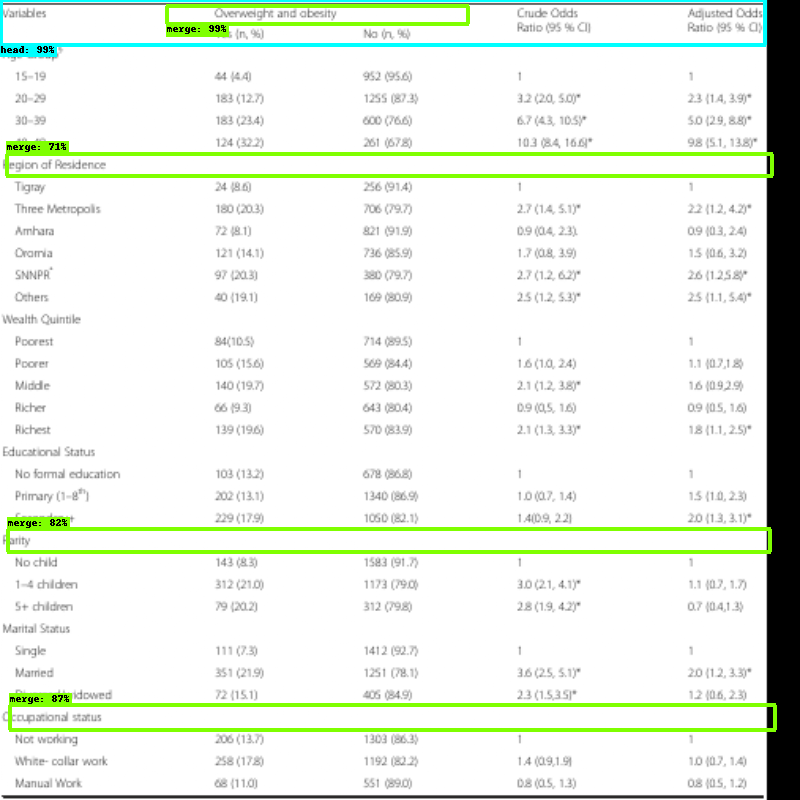 Variables Overweight and obesity Crude Odds Ratio (95 % CI) Adjusted Odds Ratio (95 % CI)
merge: 99% (n, %) No (n, %)
head: 99%
15–19 44 (4.4) 952 (95.6) 1 1
20–29 183 (12.7) 1255 (87.3) 3.2 (2.0, 5.0)* 2.3 (1.4, 3.9)*
30–39 183 (23.4) 600 (76.6) 6.7 (4.3, 10.5)* 5.0 (2.9, 8.8)*
124 (32.2) 261 (67.8) 10.3 (8.4, 16.6)* 9.8 (5.1, 13.8)*
merge: 71%
Region of Residence
Tigray 24 (8.6) 256 (91.4) 1 1
Three Metropolis 180 (20.3) 706 (79.7) 2.7 (1.4, 5.1)* 2.2 (1.2, 4.2)*
Amhara 72 (8.1) 821 (91.9) 0.9 (0.4, 2.3). 0.9 (0.3, 2.4)
Oromia 121 (14.1) 736 (85.9) 1.7 (0.8, 3.9) 1.5 (0.6, 3.2)
SNNPR* 97 (20.3) 380 (79.7) 2.7 (1.2, 6.2)* 2.6 (1.2,5.8)*
Others 40 (19.1) 169 (80.9) 2.5 (1.2, 5.3)* 2.5 (1.1, 5.4)*
Wealth Quintile
Poorest 84(10.5) 714 (89.5) 1 1
Poorer 105 (15.6) 569 (84.4) 1.6 (1.0, 2.4) 1.1 (0.7,1.8)
Middle 140 (19.7) 572 (80.3) 2.1 (1.2, 3.8)* 1.6 (0.9,2.9)
Richer 66 (9.3) 643 (80.4) 0.9 (0,5, 1.6) 0.9 (0.5, 1.6)
Richest 139 (19.6) 570 (83.9) 2.1 (1.3, 3.3)* 1.8 (1.1, 2.5)*
Educational Status
No formal education 103 (13.2) 678 (86.8) 1 1
Primary (1–8th) 202 (13.1) 1340 (86.9) 1.0 (0.7, 1.4) 1.5 (1.0, 2.3)
229 (17.9) 1050 (82.1) 1.4(0.9, 2.2) 2.0 (1.3, 3.1)*
merge: 82%
Parity
No child 143 (8.3) 1583 (91.7) 1 1
1–4 children 312 (21.0) 1173 (79.0) 3.0 (2.1, 4.1)* 1.1 (0.7, 1.7)
5+ children 79 (20.2) 312 (79.8) 2.8 (1.9, 4.2)* 0.7 (0.4,1.3)
Marital Status
Single 111 (7.3) 1412 (92.7) 1 1
Married 351 (21.9) 1251 (78.1) 3.6 (2.5, 5.1)* 2.0 (1.2, 3.3)*
72 (15.1) 405 (84.9) 2.3 (1.5,3.5)* 1.2 (0.6, 2.3)
merge: 87%
Occupational status
Not working 206 (13.7) 1303 (86.3) 1 1
White- collar work 258 (17.8) 1192 (82.2) 1.4 (0.9,1.9) 1.0 (0.7, 1.4)
Manual Work 68 (11.0) 551 (89.0) 0.8 (0.5, 1.3) 0.8 (0.5, 1.2)